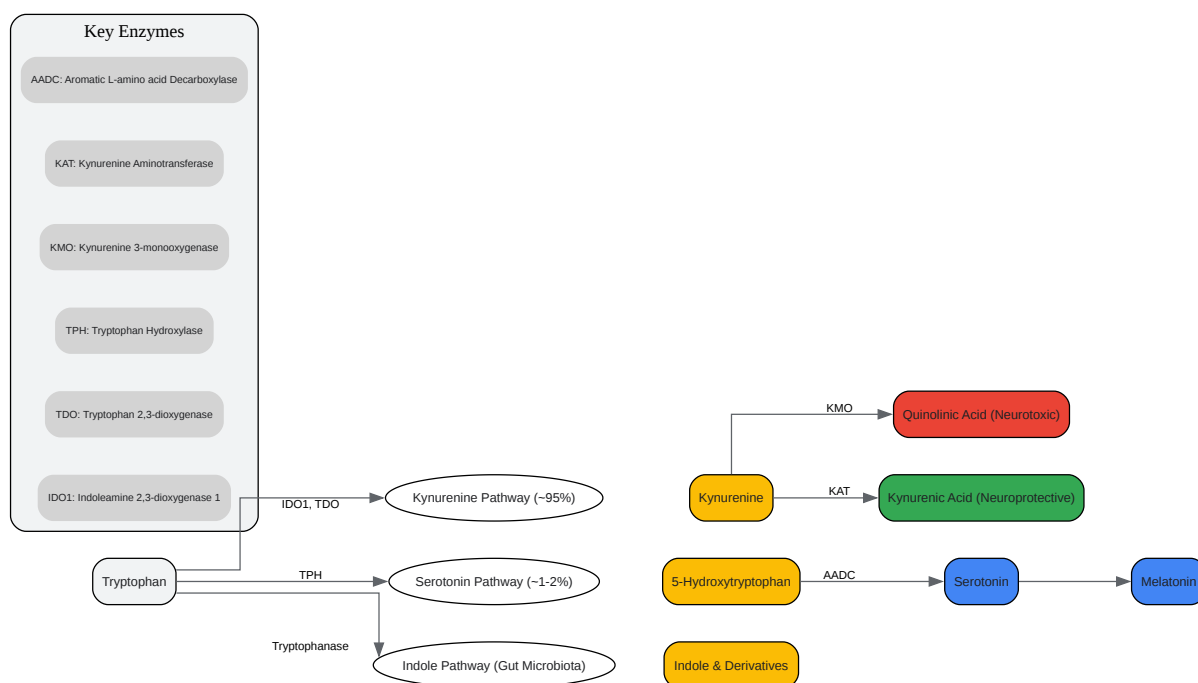 Key Enzymes
AADC: Aromatic L-amino acid Decarboxylase
KAT: Kynurenine Aminotransferase
KMO: Kynurenine 3-monooxygenase
TPH: Tryptophan Hydroxylase
TDO: Tryptophan 2,3-dioxygenase
IDO1: Indoleamine 2,3-dioxygenase 1
KMO
Quinolinic Acid (Neurotoxic)
IDO1, TDO
Kynurenine Pathway (~95%)
Kynurenine
KAT
Kynurenic Acid (Neuroprotective)
Tryptophan
TPH
Serotonin Pathway (~1-2%)
5-Hydroxytryptophan
AADC
Serotonin
Melatonin
Tryptophanase
Indole Pathway (Gut Microbiota)
Indole & Derivatives